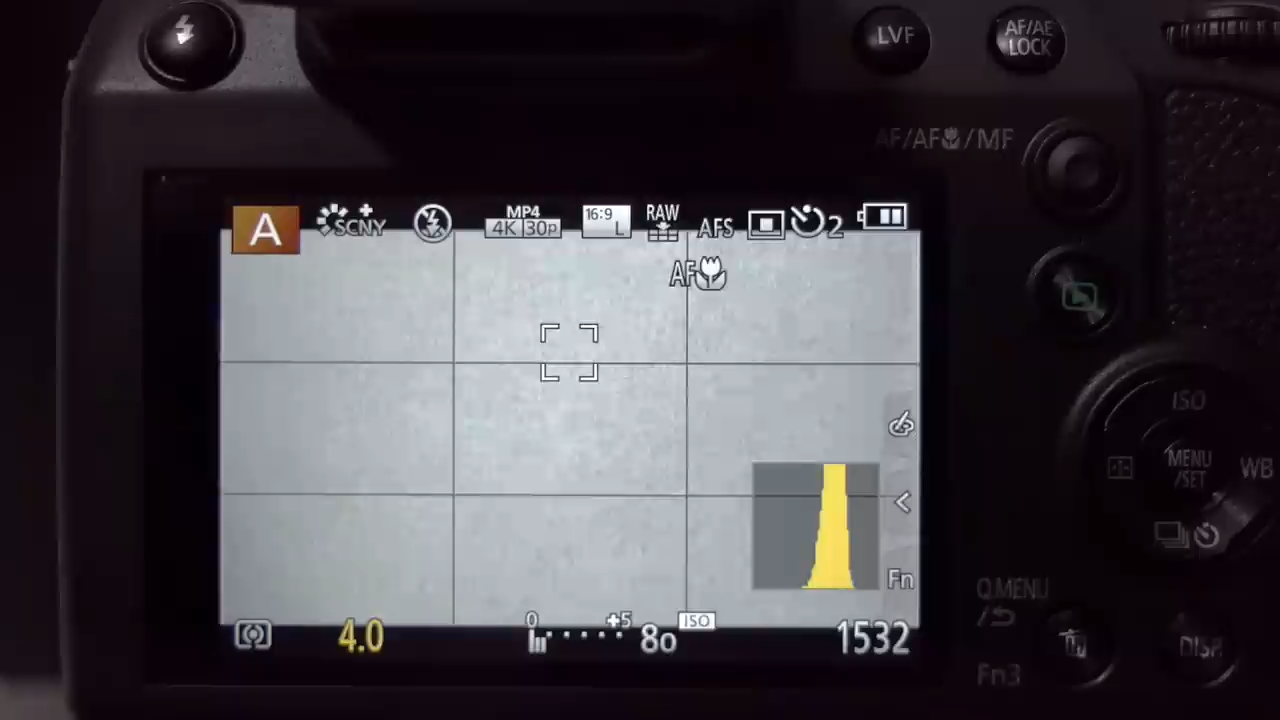 LVF
AF/AE
LOCK
AF/AF /MF
A
SCNY
MP4
4K 30p
16:9
L
RAW
AFS
2
AF
ISO
MENU
/SET
WB
Fn
Q.MENU
/
Fn3
DISP.
4.0
0
+5
80
ISO
1532